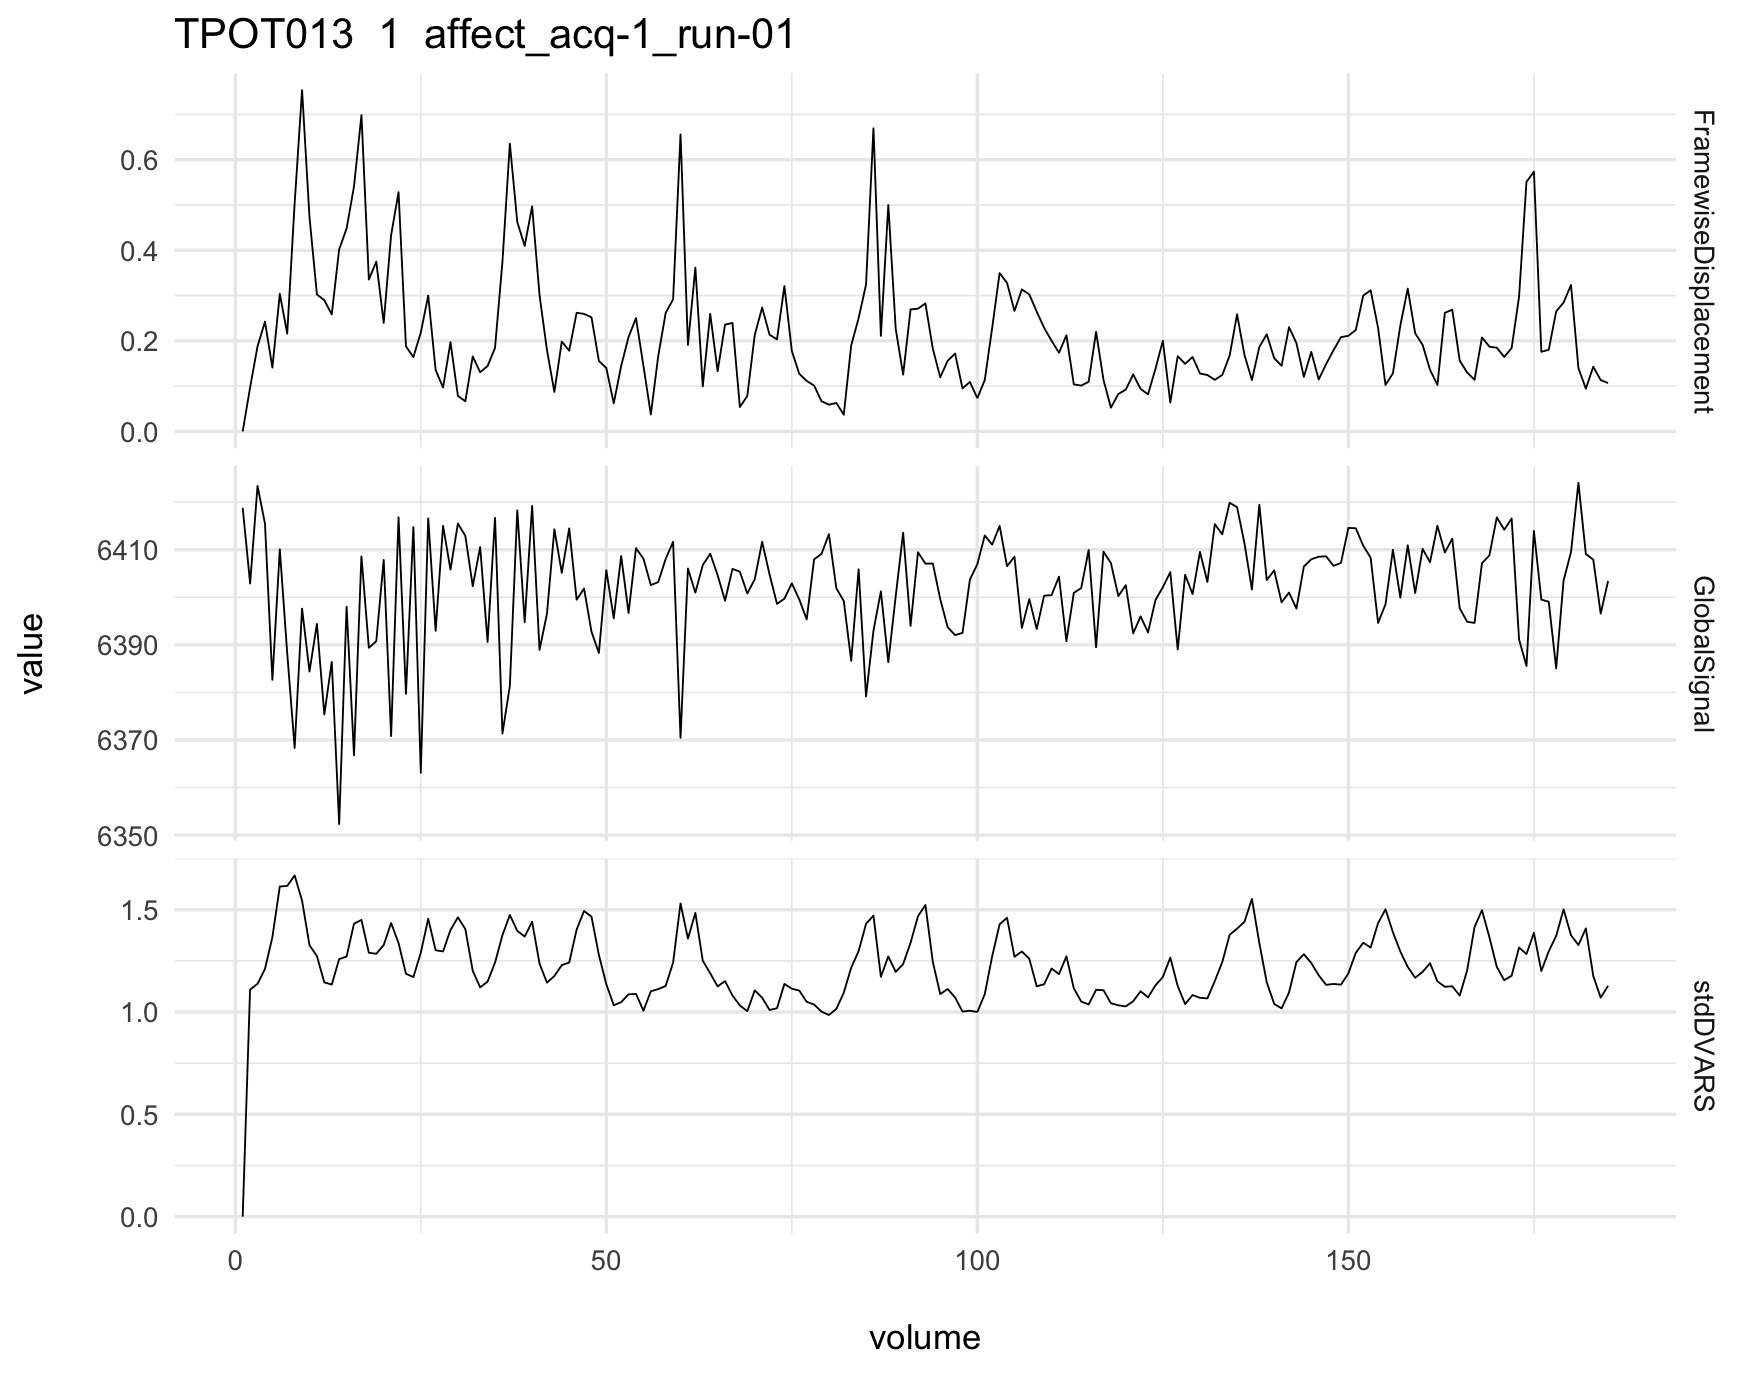 TPOT013 1 affect_acq-1_run-01
value
0.6
0.4
0.2
0.0
FramewiseDisplacement
6410
6390
6370
6350
GlobalSignal
1.5
1.0
0.5
0.0
stdDVARS
0 50 100 150
volume